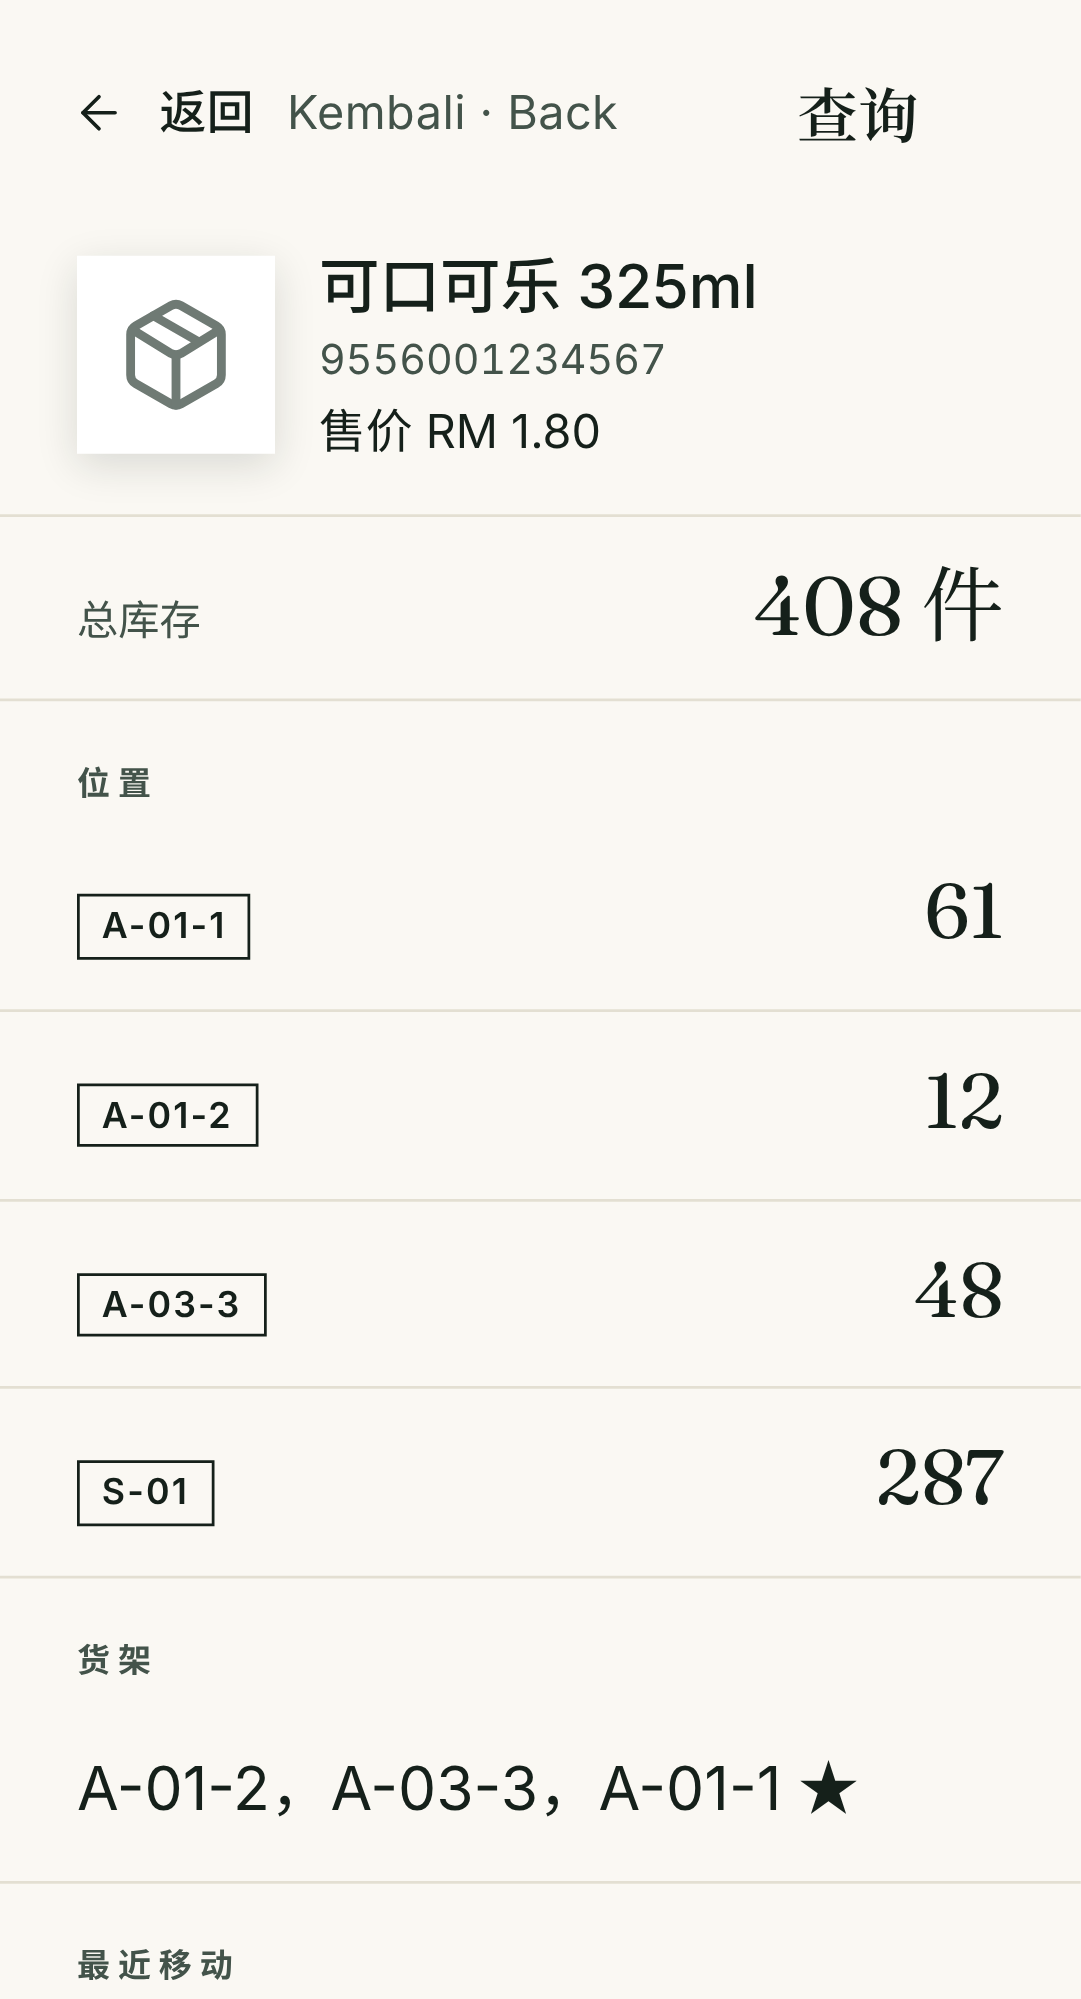 ← 返回 Kembali · Back 查询
可口可乐 325ml
9556001234567
售价 RM 1.80
总库存 408 件
位置
A-01-1 61
A-01-2 12
A-03-3 48
S-01 287
货架
A-01-2，A-03-3，A-01-1 ★
最近移动